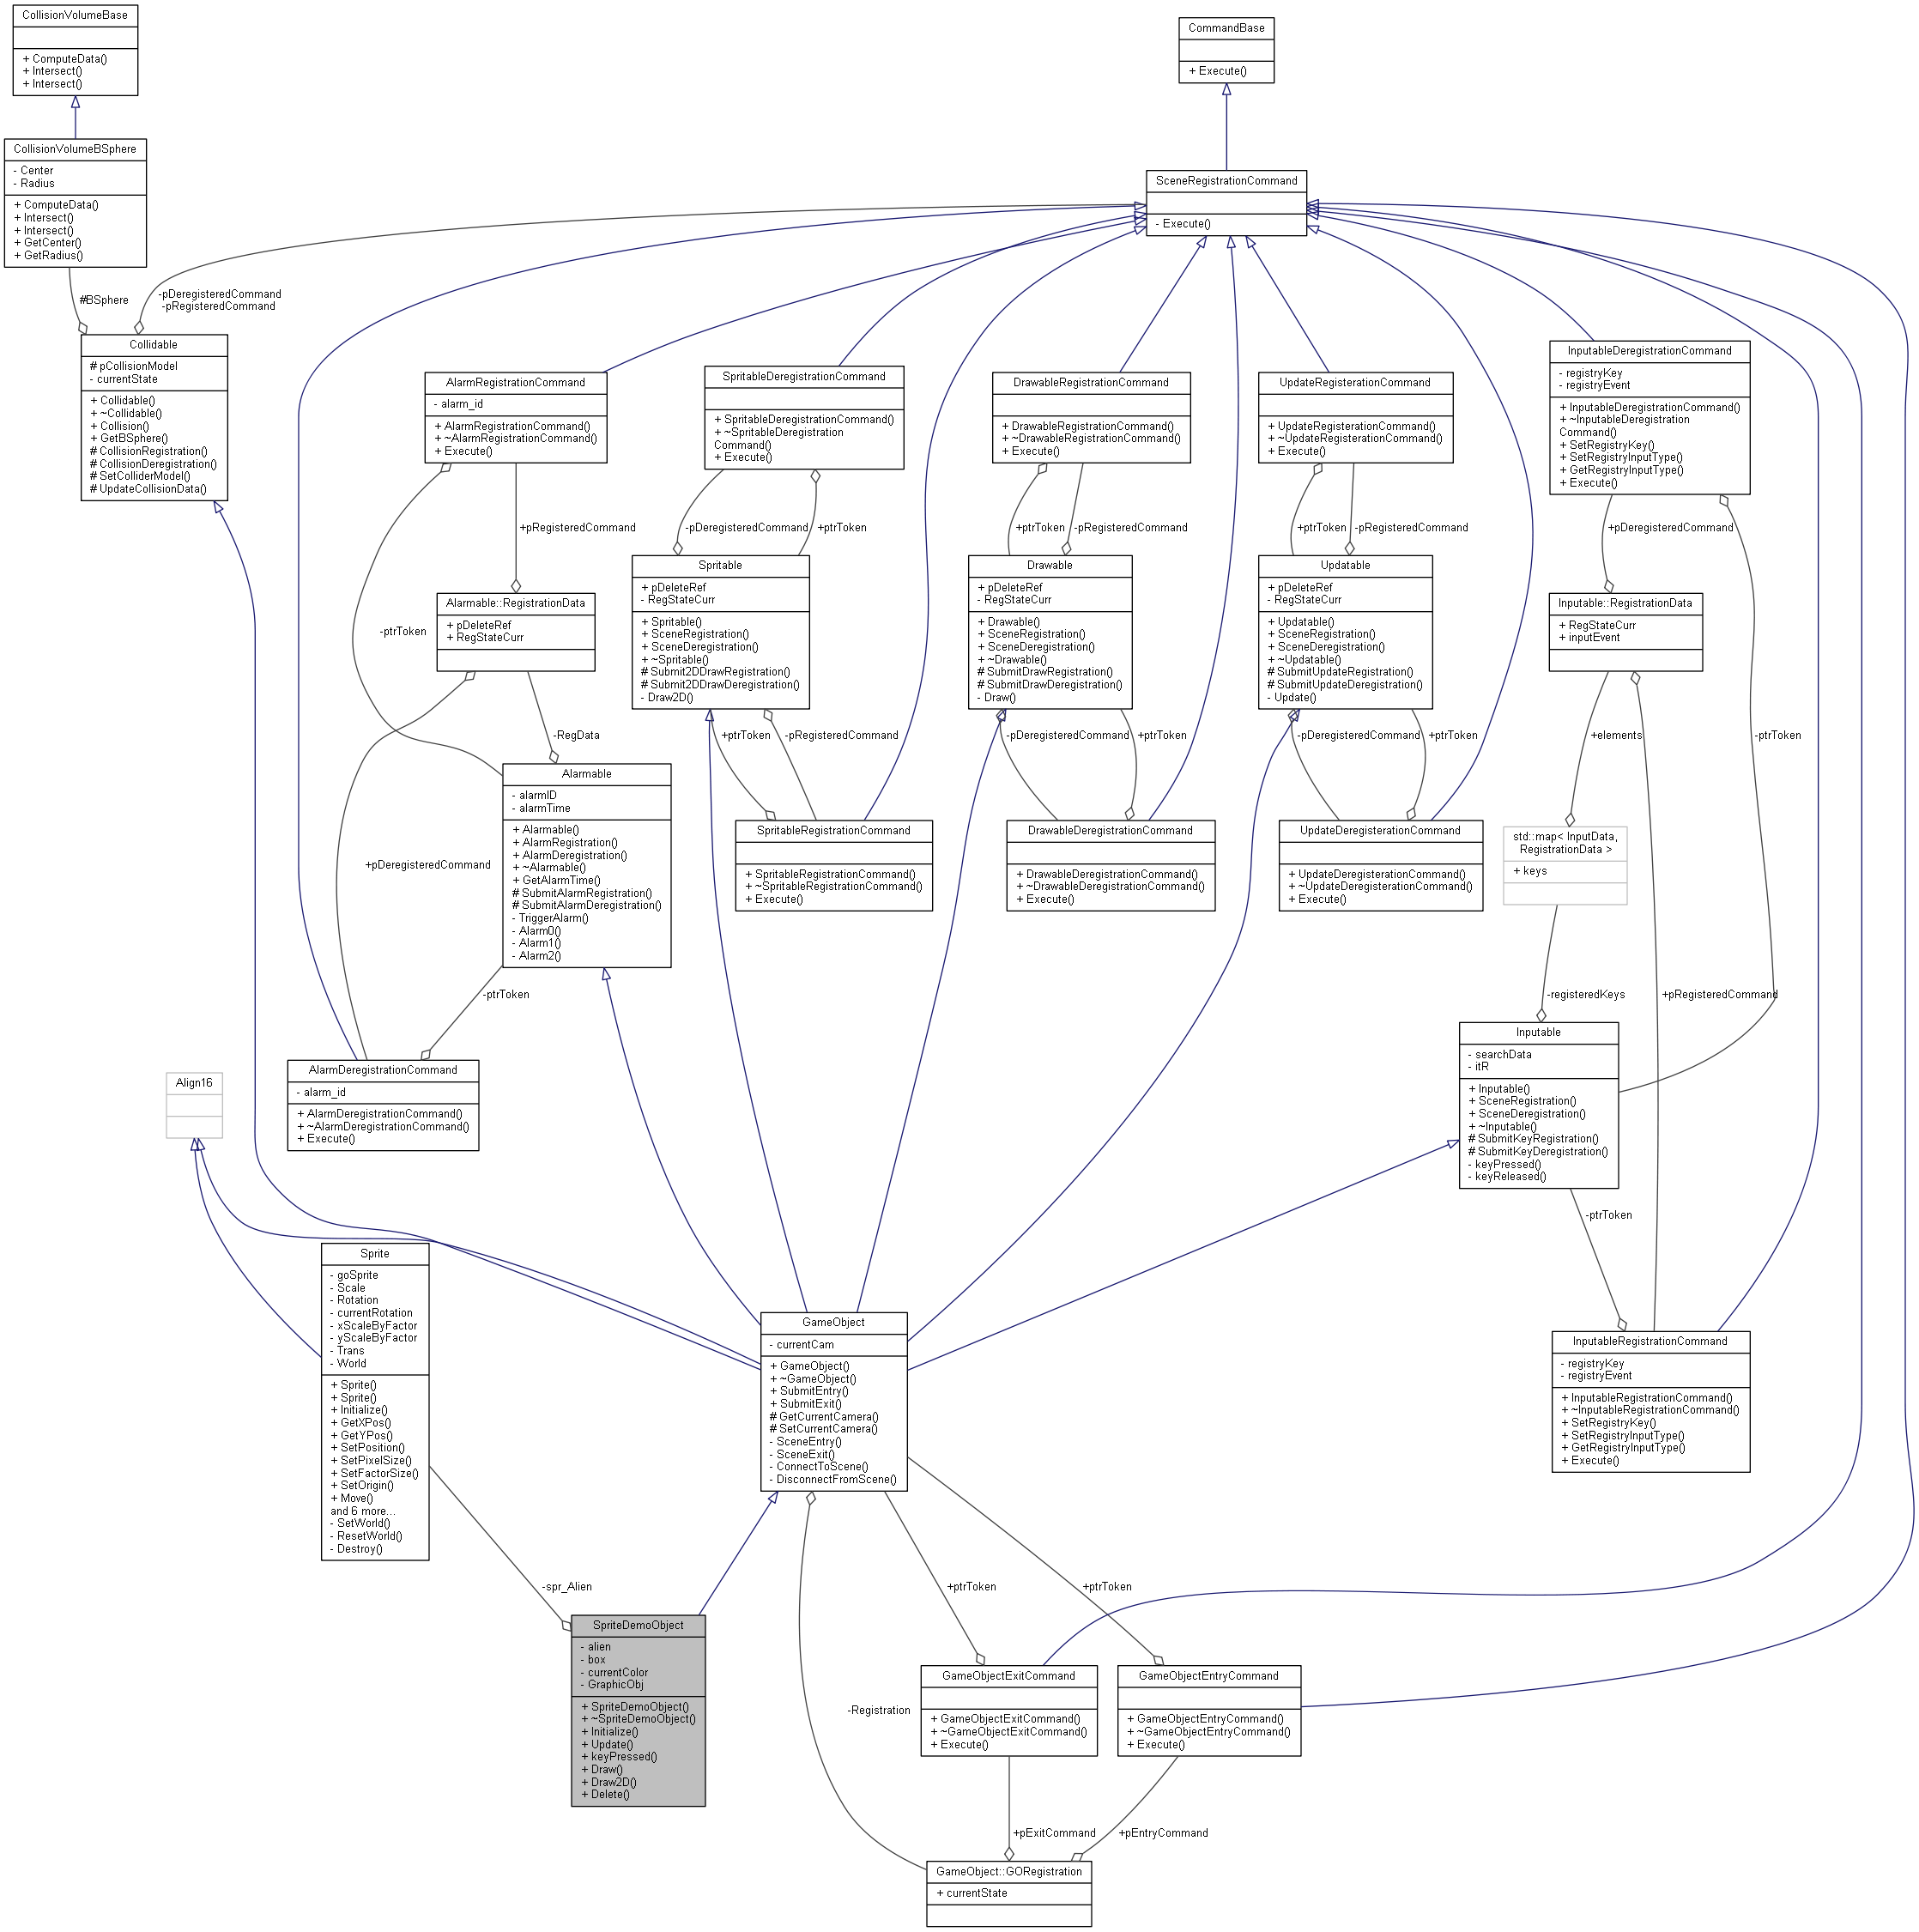 CollisionVolumeBase
+ ComputeData()
+ Intersect()
+ Intersect()
CommandBase
+ Execute()
CollisionVolumeBSphere
- Center
- Radius
+ ComputeData()
+ Intersect()
+ Intersect()
+ GetCenter()
+ GetRadius()
SceneRegistrationCommand
- Execute()
#BSphere
-pDeregisteredCommand
-pRegisteredCommand
Collidable
# pCollisionModel
- currentState
+ Collidable()
+ ~Collidable()
+ Collision()
+ GetBSphere()
# CollisionRegistration()
# CollisionDeregistration()
# SetColliderModel()
# UpdateCollisionData()
AlarmRegistrationCommand
- alarm_id
+ AlarmRegistrationCommand()
+ ~AlarmRegistrationCommand()
+ Execute()
SpritableDeregistrationCommand
+ SpritableDeregistrationCommand()
+ ~SpritableDeregistration
Command()
+ Execute()
DrawableRegistrationCommand
+ DrawableRegistrationCommand()
+ ~DrawableRegistrationCommand()
+ Execute()
UpdateRegisterationCommand
+ UpdateRegisterationCommand()
+ ~UpdateRegisterationCommand()
+ Execute()
InputableDeregistrationCommand
- registryKey
- registryEvent
+ InputableDeregistrationCommand()
+ ~InputableDeregistration
Command()
+ SetRegistryKey()
+ SetRegistryInputType()
+ GetRegistryInputType()
+ Execute()
+pRegisteredCommand
-pDeregisteredCommand
+ptrToken
+ptrToken
-pRegisteredCommand
+ptrToken
-pRegisteredCommand
+pDeregisteredCommand
-ptrToken
Alarmable::RegistrationData
+ pDeleteRef
+ RegStateCurr
Spritable
+ pDeleteRef
- RegStateCurr
+ Spritable()
+ SceneRegistration()
+ SceneDeregistration()
+ ~Spritable()
# Submit2DDrawRegistration()
# Submit2DDrawDeregistration()
- Draw2D()
Drawable
+ pDeleteRef
- RegStateCurr
+ Drawable()
+ SceneRegistration()
+ SceneDeregistration()
+ ~Drawable()
# SubmitDrawRegistration()
# SubmitDrawDeregistration()
- Draw()
Updatable
+ pDeleteRef
- RegStateCurr
+ Updatable()
+ SceneRegistration()
+ SceneDeregistration()
+ ~Updatable()
# SubmitUpdateRegistration()
# SubmitUpdateDeregistration()
- Update()
Inputable::RegistrationData
+ RegStateCurr
+ inputEvent
-RegData
+ptrToken
-pRegisteredCommand
-pDeregisteredCommand
+ptrToken
-pDeregisteredCommand
+ptrToken
+elements
-ptrToken
Alarmable
- alarmID
- alarmTime
+ Alarmable()
+ AlarmRegistration()
+ AlarmDeregistration()
+ ~Alarmable()
+ GetAlarmTime()
# SubmitAlarmRegistration()
# SubmitAlarmDeregistration()
- TriggerAlarm()
- Alarm0()
- Alarm1()
- Alarm2()
SpritableRegistrationCommand
+ SpritableRegistrationCommand()
+ ~SpritableRegistrationCommand()
+ Execute()
DrawableDeregistrationCommand
+ DrawableDeregistrationCommand()
+ ~DrawableDeregistrationCommand()
+ Execute()
UpdateDeregisterationCommand
+ UpdateDeregisterationCommand()
+ ~UpdateDeregisterationCommand()
+ Execute()
std::map< InputData,
RegistrationData >
+ keys
+pDeregisteredCommand
-ptrToken
-registeredKeys
+pRegisteredCommand
Align16
AlarmDeregistrationCommand
- alarm_id
+ AlarmDeregistrationCommand()
+ ~AlarmDeregistrationCommand()
+ Execute()
Inputable
- searchData
- itR
+ Inputable()
+ SceneRegistration()
+ SceneDeregistration()
+ ~Inputable()
# SubmitKeyRegistration()
# SubmitKeyDeregistration()
- keyPressed()
- keyReleased()
-ptrToken
Sprite
- goSprite
- Scale
- Rotation
- currentRotation
- xScaleByFactor
- yScaleByFactor
- Trans
- World
+ Sprite()
+ Sprite()
+ Initialize()
+ GetXPos()
+ GetYPos()
+ SetPosition()
+ SetPixelSize()
+ SetFactorSize()
+ SetOrigin()
+ Move()
and 6 more...
- SetWorld()
- ResetWorld()
- Destroy()
GameObject
- currentCam
+ GameObject()
+ ~GameObject()
+ SubmitEntry()
+ SubmitExit()
# GetCurrentCamera()
# SetCurrentCamera()
- SceneEntry()
- SceneExit()
- ConnectToScene()
- DisconnectFromScene()
InputableRegistrationCommand
- registryKey
- registryEvent
+ InputableRegistrationCommand()
+ ~InputableRegistrationCommand()
+ SetRegistryKey()
+ SetRegistryInputType()
+ GetRegistryInputType()
+ Execute()
-spr_Alien
+ptrToken
+ptrToken
SpriteDemoObject
- alien
- box
- currentColor
- GraphicObj
+ SpriteDemoObject()
+ ~SpriteDemoObject()
+ Initialize()
+ Update()
+ keyPressed()
+ Draw()
+ Draw2D()
+ Delete()
-Registration
GameObjectExitCommand
+ GameObjectExitCommand()
+ ~GameObjectExitCommand()
+ Execute()
GameObjectEntryCommand
+ GameObjectEntryCommand()
+ ~GameObjectEntryCommand()
+ Execute()
+pExitCommand
+pEntryCommand
GameObject::GORegistration
+ currentState
-ptrToken